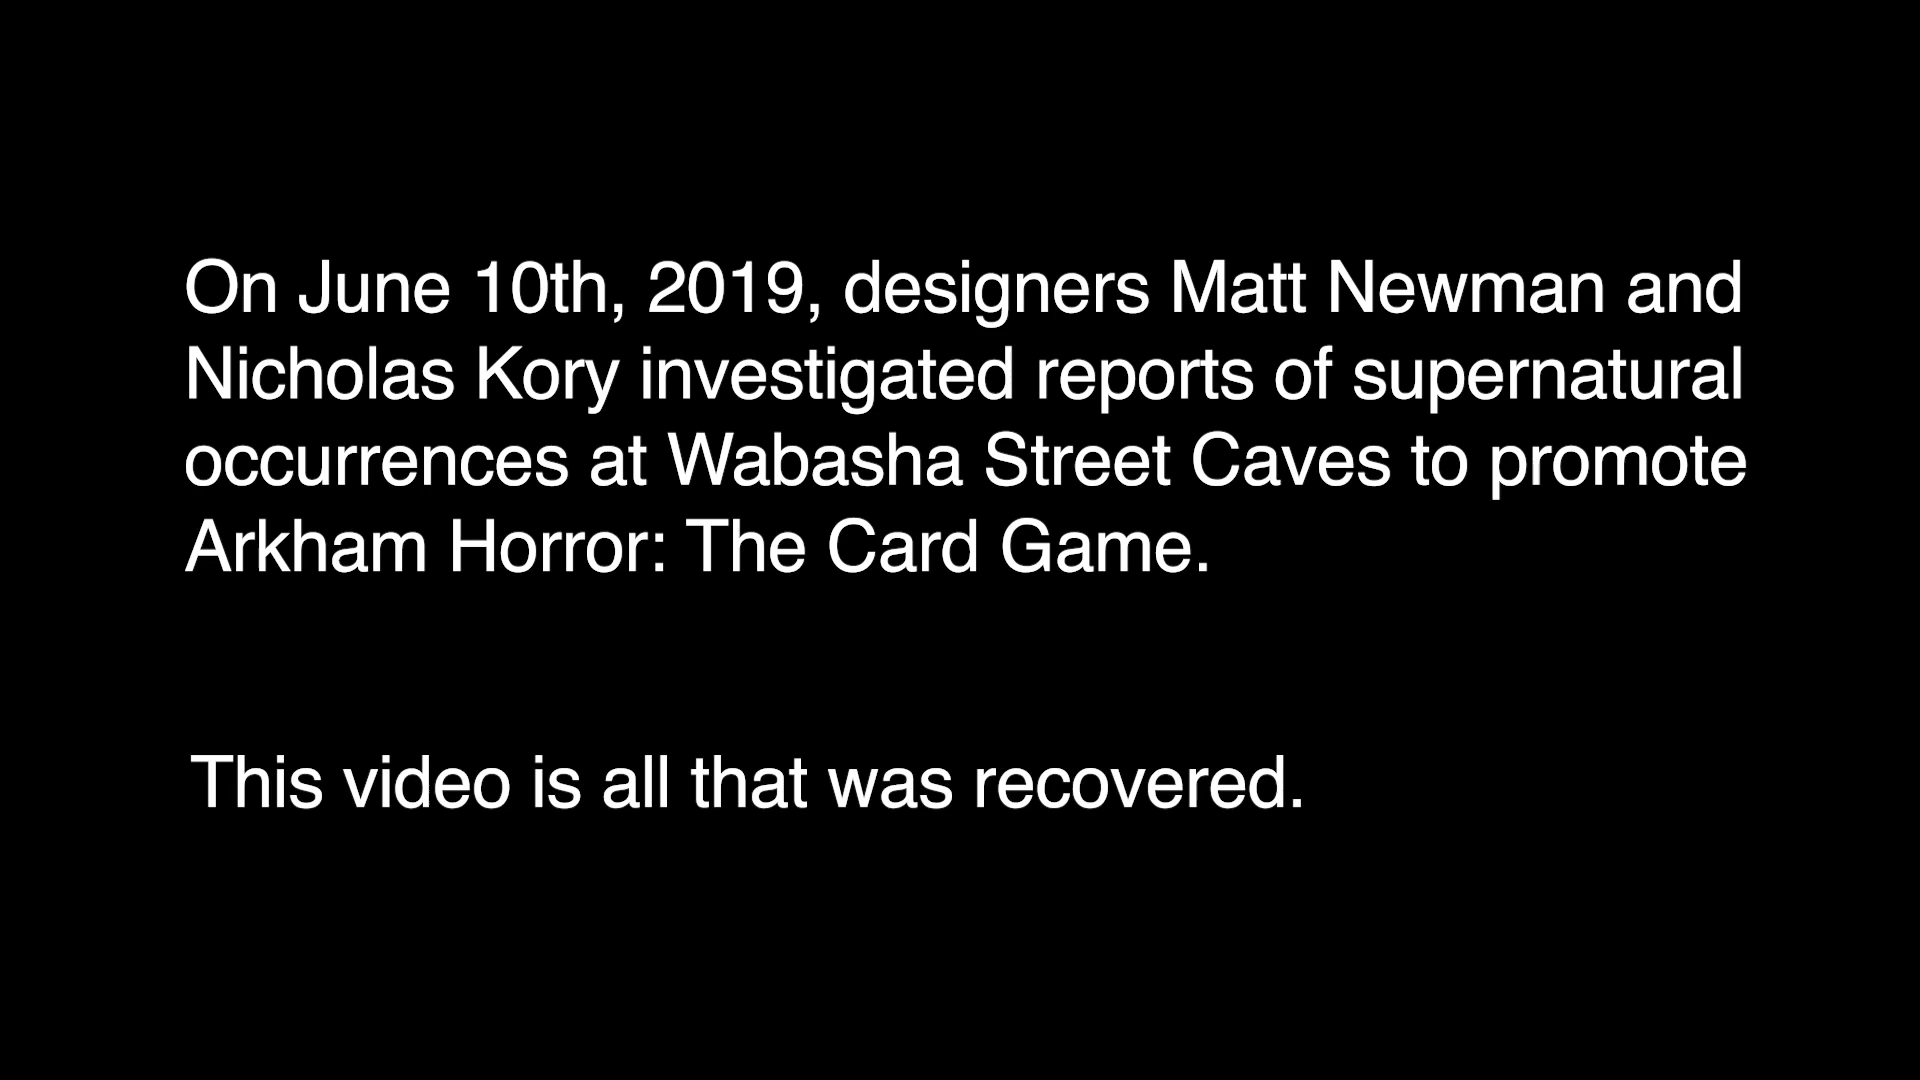 On June 10th, 2019, designers Matt Newman and
Nicholas Kory investigated reports of supernatural
occurrences at Wabasha Street Caves to promote
Arkham Horror: The Card Game.
This video is all that was recovered.